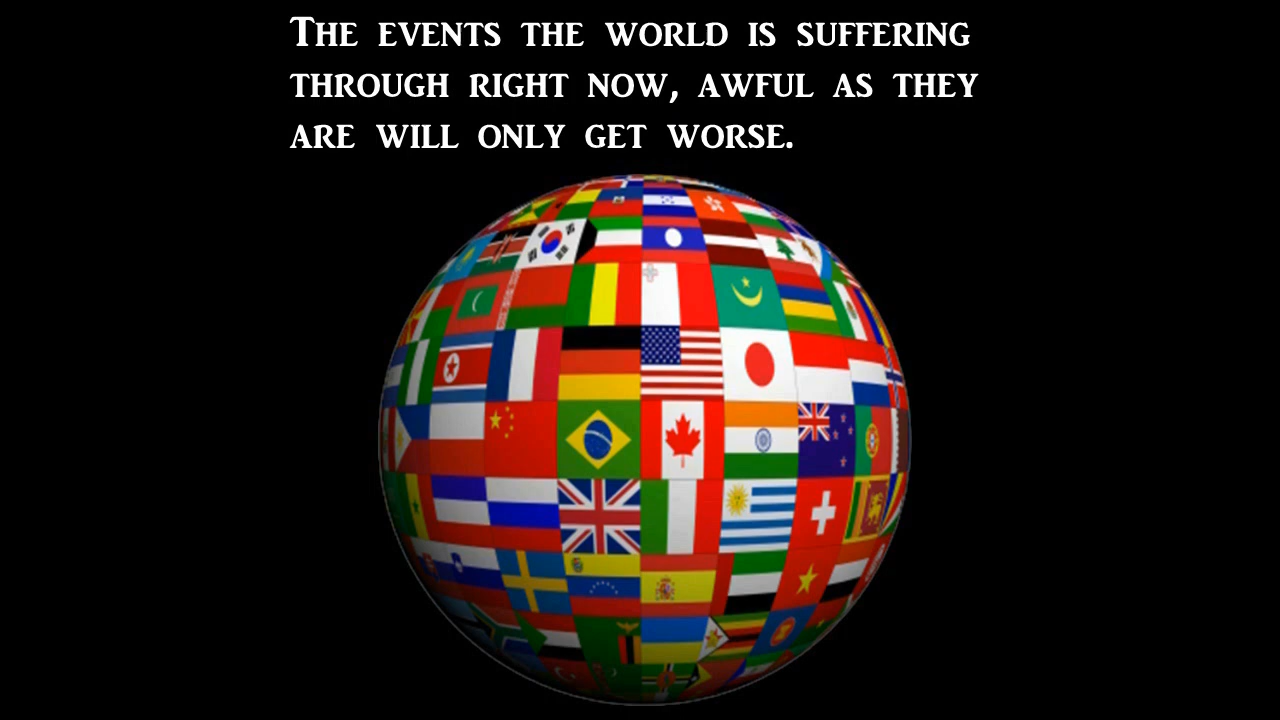 The events the world is suffering
through right now, awful as they
are will only get worse.